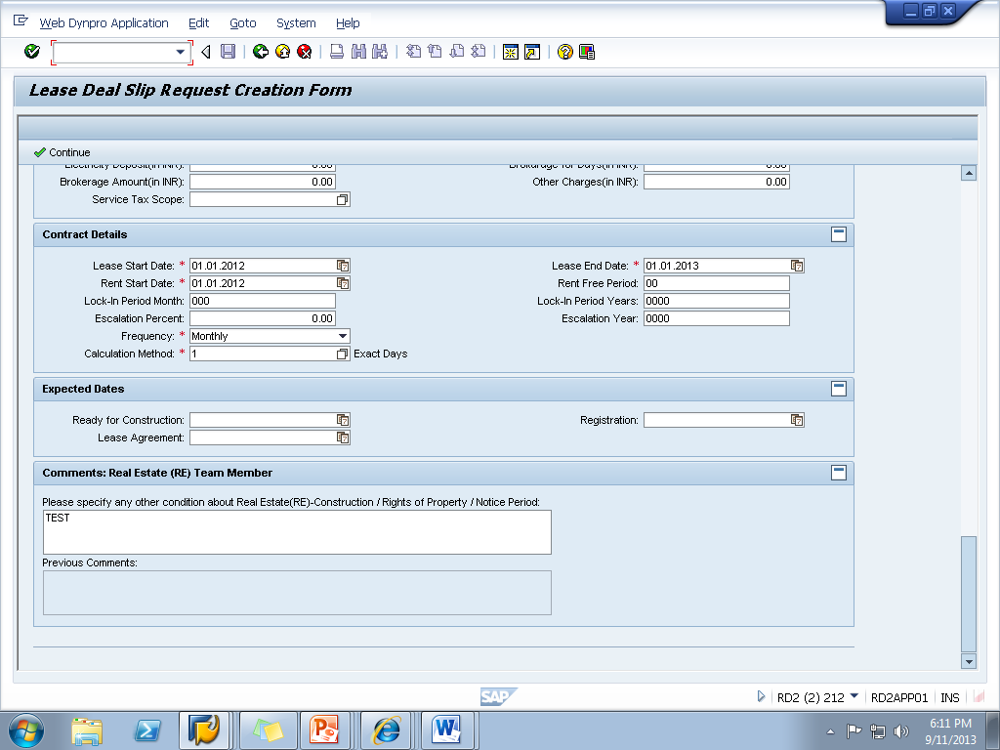 Web Dynpro Application Edit Goto System Help
Lease Deal Slip Request Creation Form
Continue
Electricity Deposit(in INR): 0.00 Brokarage for Days(in INR): 0.00
Brokerage Amount(in INR): 0.00 Other Charges(in INR): 0.00
Service Tax Scope:
Contract Details
Lease Start Date: * 01.01.2012 Lease End Date: * 01.01.2013
Rent Start Date: * 01.01.2012 Rent Free Period: 00
Lock-In Period Month: 000 Lock-In Period Years: 0000
Escalation Percent: 0.00 Escalation Year: 0000
Frequency: * Monthly
Calculation Method: * 1 Exact Days
Expected Dates
Ready for Construction: Registration:
Lease Agreement:
Comments: Real Estate (RE) Team Member
Please specify any other condition about Real Estate(RE)-Construction / Rights of Property / Notice Period:
TEST
Previous Comments:
SAP RD2 (2) 212 RD2APP01 INS
6:11 PM
9/11/2013